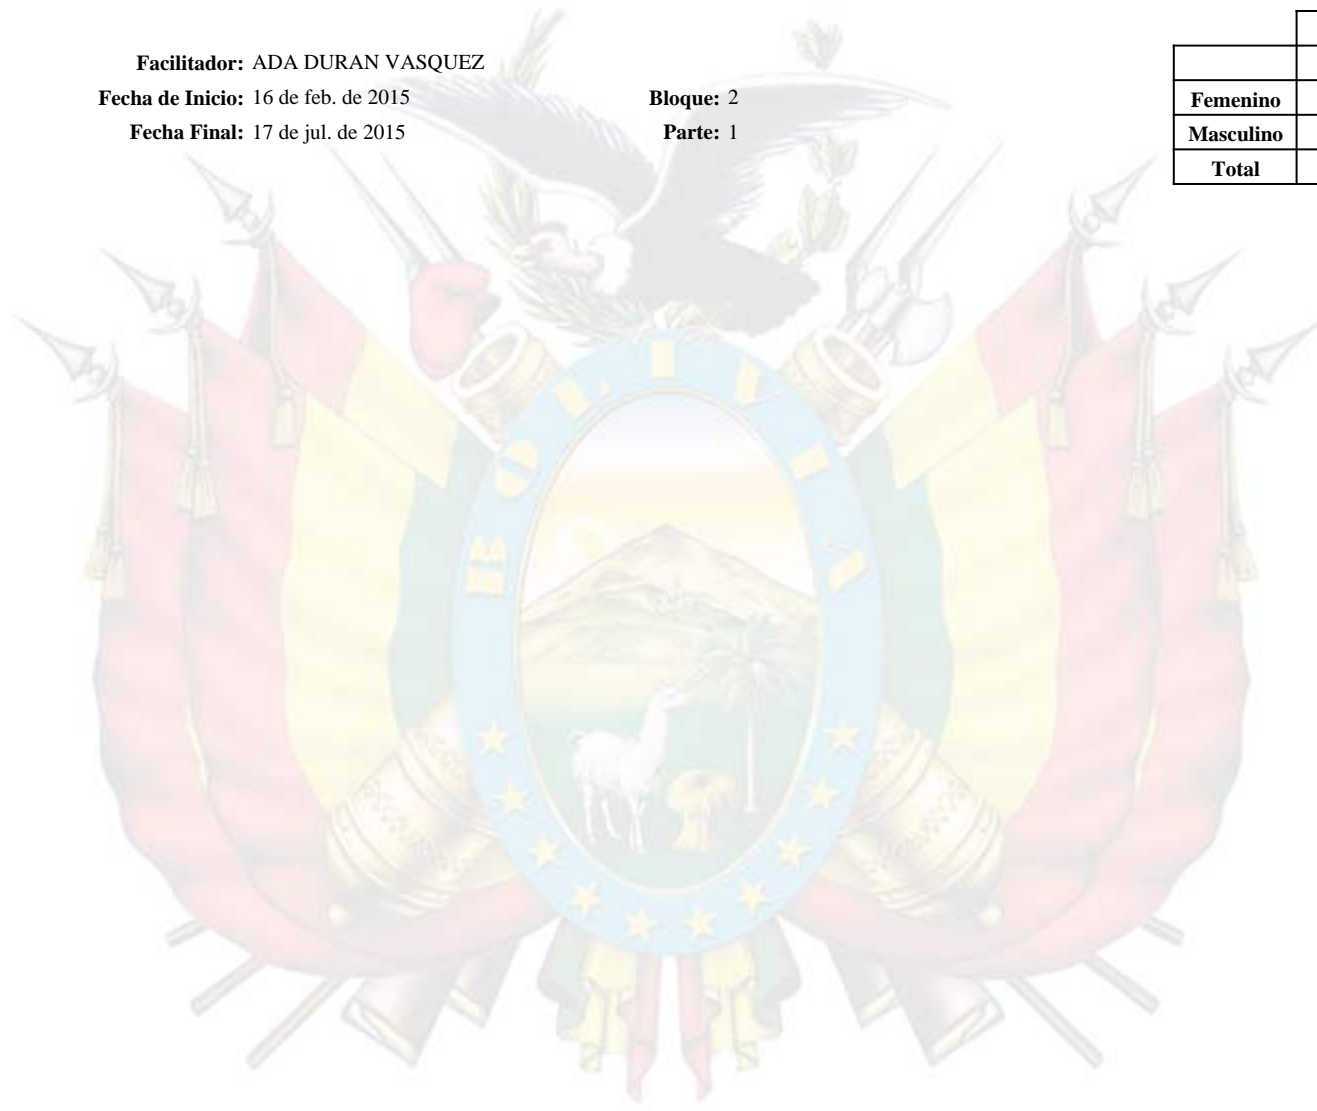 Facilitador: ADA DURAN VASQUEZ
Fecha de Inicio: 16 de feb. de 2015 Bloque: 2
Fecha Final: 17 de jul. de 2015 Parte: 1
Femenino
Masculino
Total
BOLIVIA